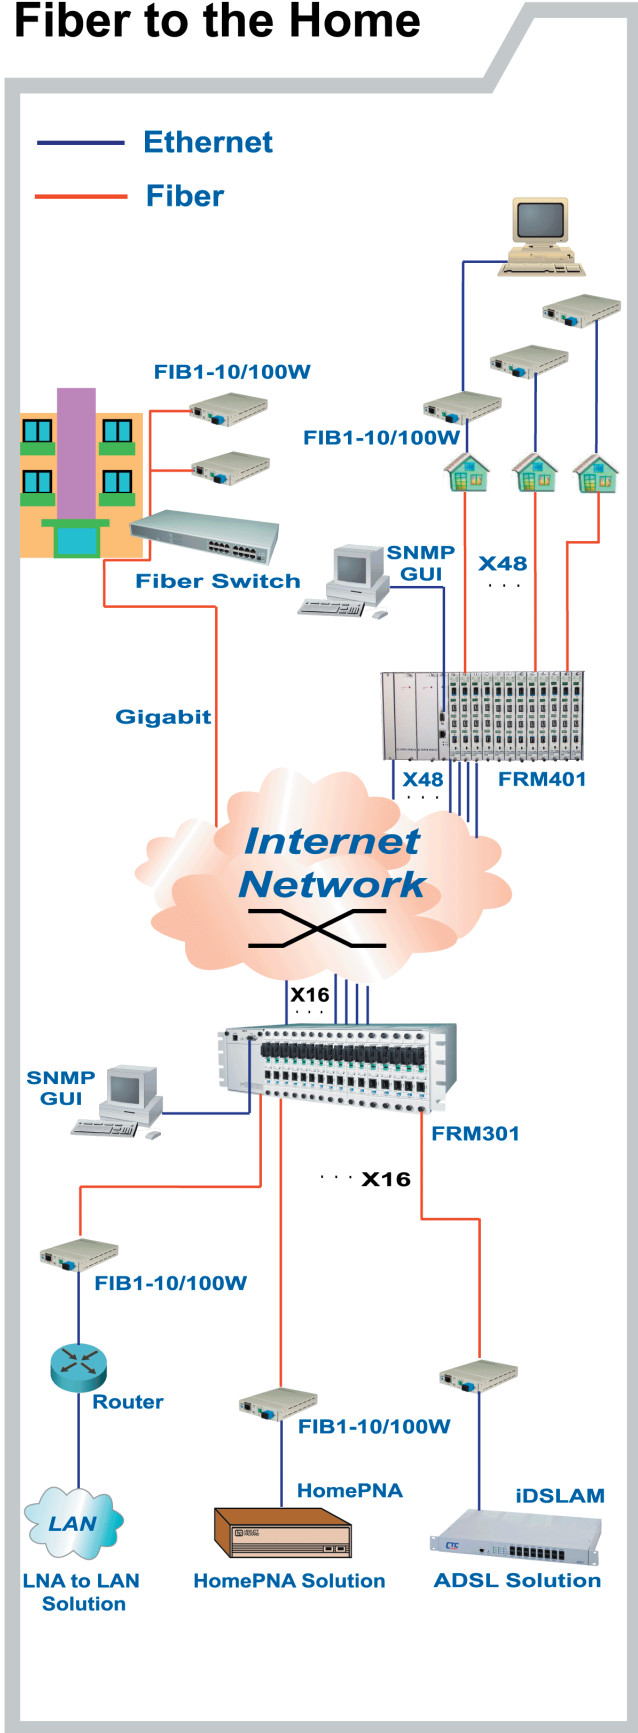 Fiber to the Home
Ethernet
Fiber
FIB1-10/100W
FIB1-10/100W
SNMP
GUI
X48
Fiber Switch
Gigabit
X48
FRM401
Internet
Network
X16
SNMP
GUI
FRM301
X16
FIB1-10/100W
Router
FIB1-10/100W
HomePNA
iDSLAM
LAN
CTC
LNA to LAN
Solution
HomePNA Solution
ADSL Solution